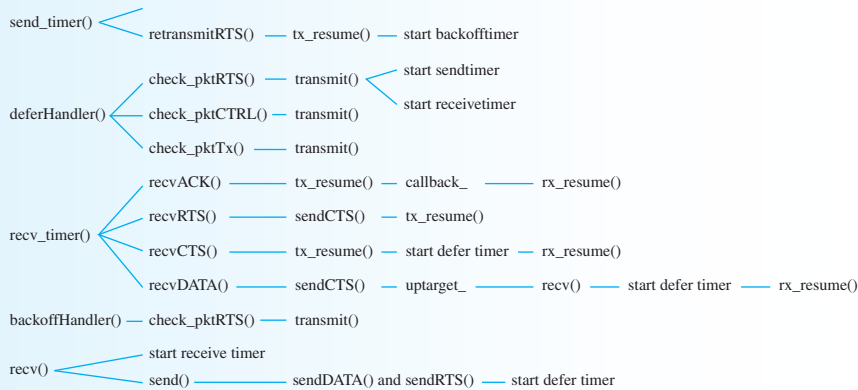 send_timer()
retransmitRTS() tx_resume() start backofftimer
check_pktRTS() transmit() start sendtimer
start receivetimer
deferHandler() check_pktCTRL() transmit()
check_pktTx() transmit()
recvACK() tx_resume() callback_ rx_resume()
recvRTS() sendCTS() tx_resume()
recv_timer()
recvCTS() tx_resume() start defer timer rx_resume()
recvDATA() sendCTS() uptarget_ recv() start defer timer rx_resume()
backoffHandler() check_pktRTS() transmit()
start receive timer
recv()
send() sendDATA() and sendRTS() start defer timer